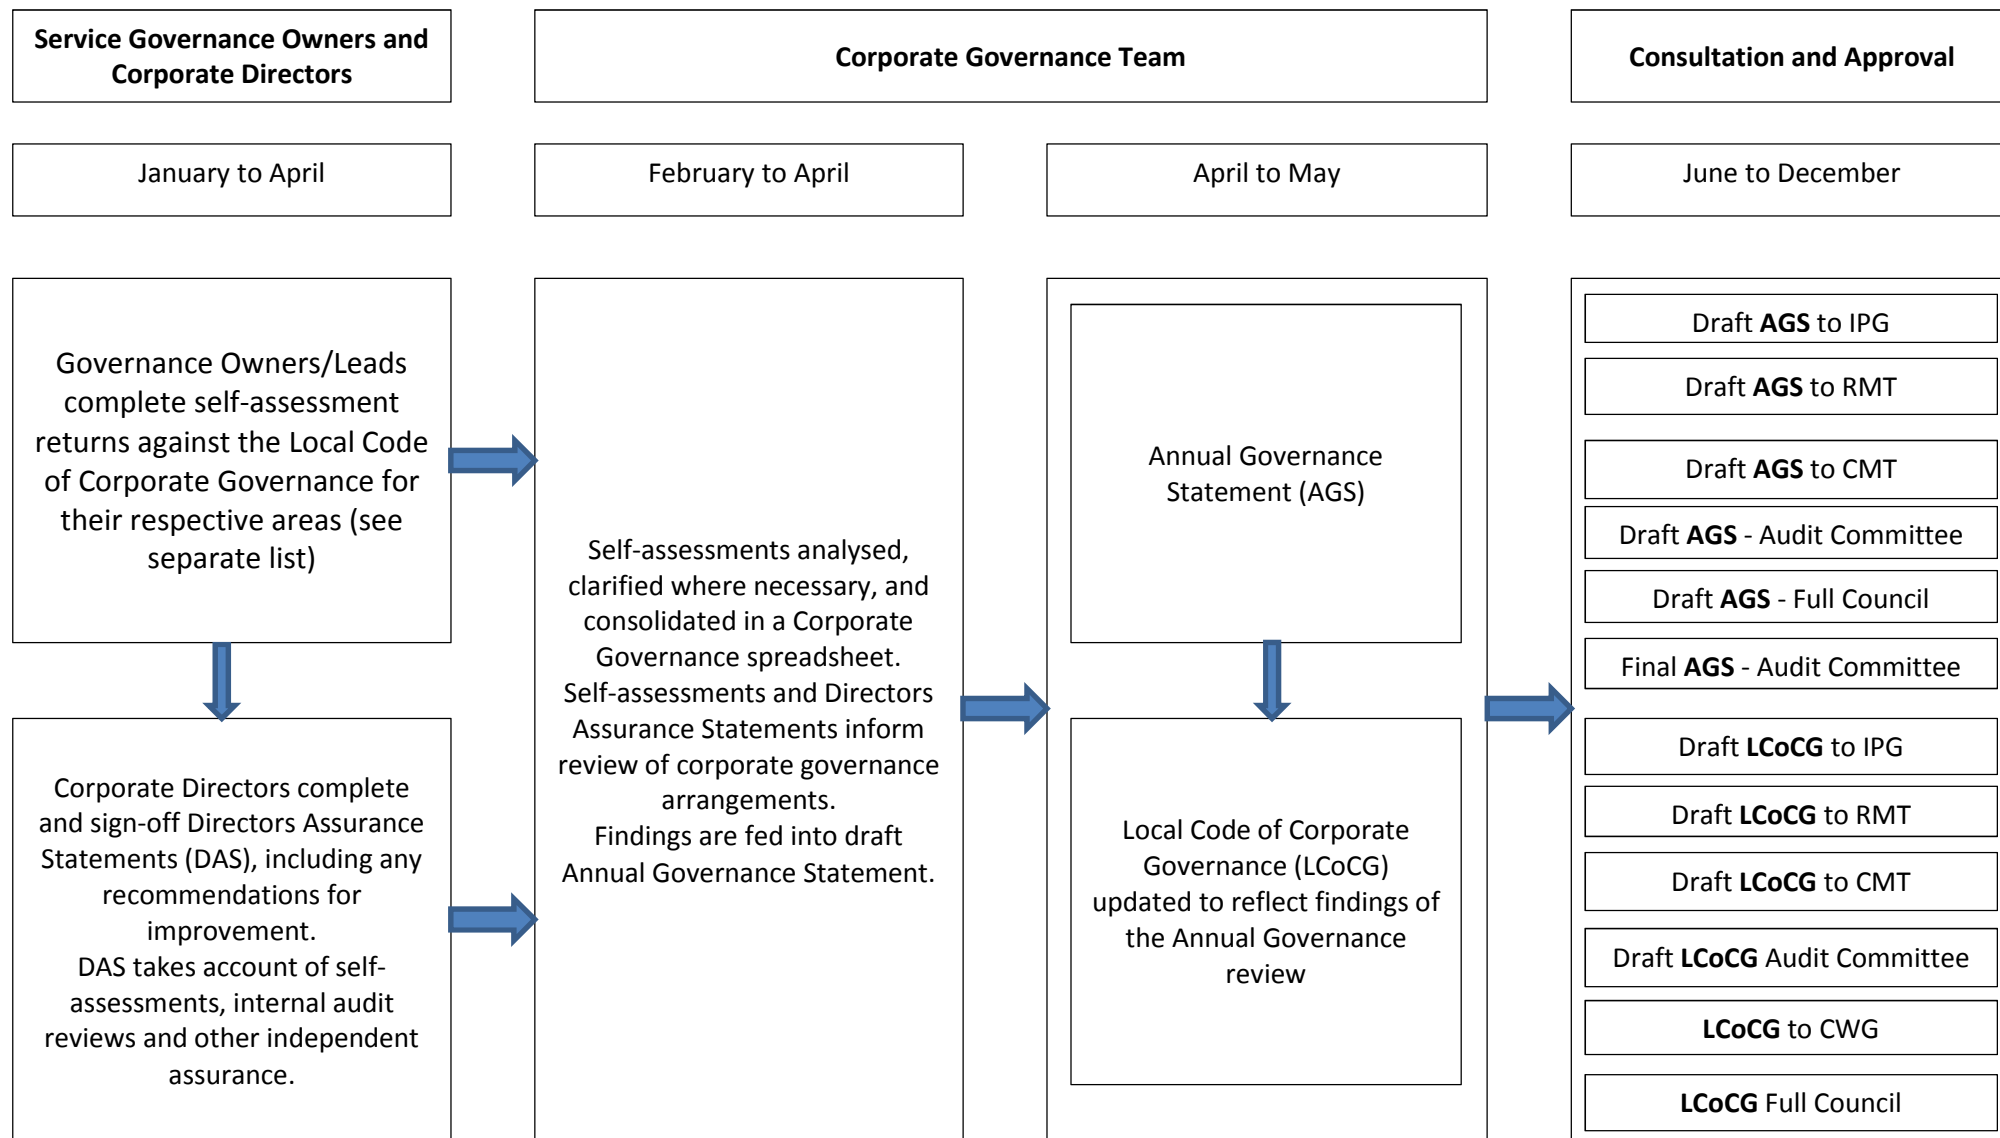 Service Governance Owners and
Corporate Directors
Corporate Governance Team
Consultation and Approval
January to April
February to April
April to May
June to December
Governance Owners/Leads
complete self-assessment
returns against the Local Code
of Corporate Governance for
their respective areas (see
separate list)
Corporate Directors complete
and sign-off Directors Assurance
Statements (DAS), including any
recommendations for
improvement.
DAS takes account of self-
assessments, internal audit
reviews and other independent
assurance.
Self-assessments analysed,
clarified where necessary, and
consolidated in a Corporate
Governance spreadsheet.
Self-assessments and Directors
Assurance Statements inform
review of corporate governance
arrangements.
Findings are fed into draft
Annual Governance Statement.
Annual Governance
Statement (AGS)
Local Code of Corporate
Governance (LCoCG)
updated to reflect findings of
the Annual Governance
review
Draft AGS to IPG
Draft AGS to RMT
Draft AGS to CMT
Draft AGS - Audit Committee
Draft AGS - Full Council
Final AGS - Audit Committee
Draft LCoCG to IPG
Draft LCoCG to RMT
Draft LCoCG to CMT
Draft LCoCG Audit Committee
LCoCG to CWG
LCoCG Full Council